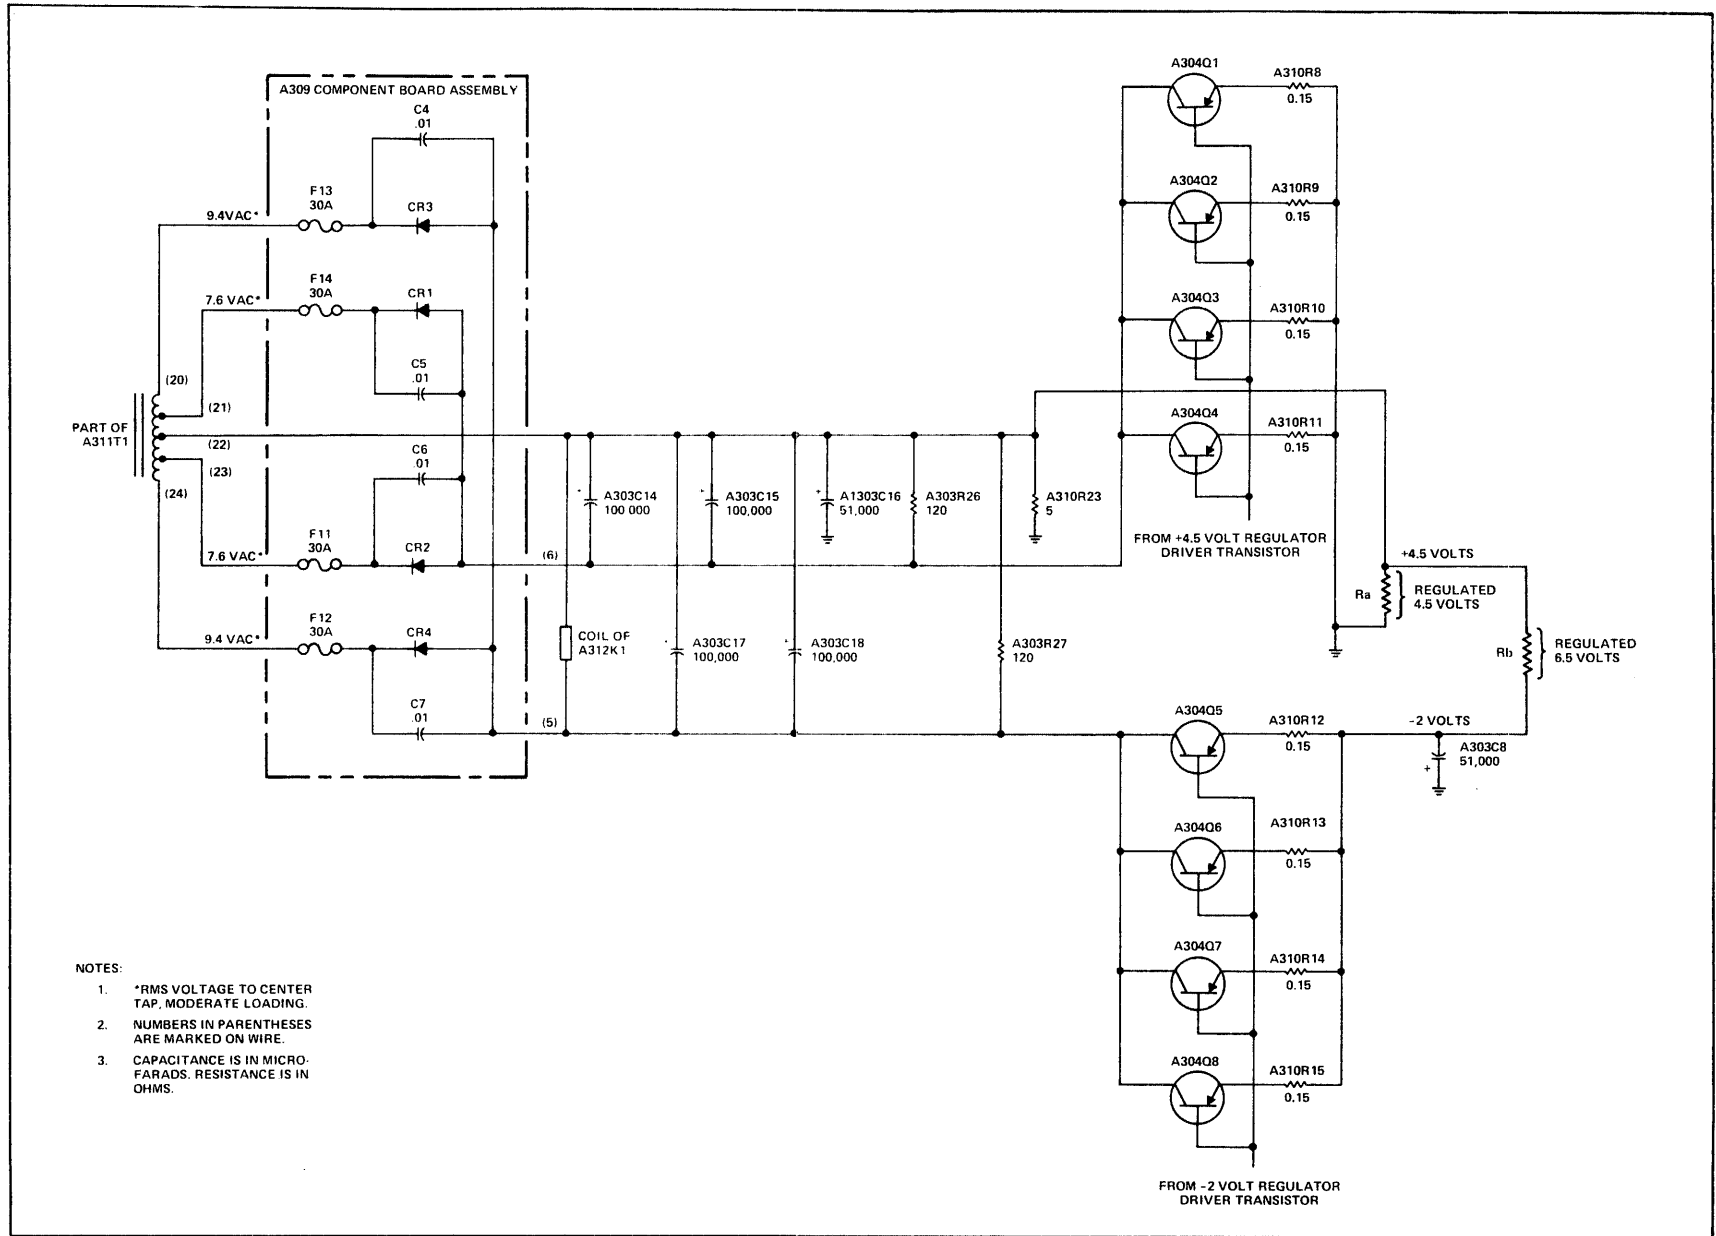 A309 COMPONENT BOARD ASSEMBLY
C4
.01
F13
30A
CR3
9.4VAC*
F14
30A
CR1
7.6 VAC*
C5
.01
(20)
(21)
PART OF
A311T1
(22)
(23)
(24)
C6
.01
F11
30A
CR2
7.6 VAC*
(6)
F12
30A
CR4
9.4 VAC*
C7
.01
(5)
COIL OF
A312K1
+
A303C14
100 000
+
A303C15
100,000
+
A1303C16
51,000
A303R26
120
A310R23
5
A303C17
100,000
A303C18
100,000
A303R27
120
A304Q1
A310R8
0.15
A304Q2
A310R9
0.15
A304Q3
A310R10
0.15
A304Q4
A310R11
0.15
FROM +4.5 VOLT REGULATOR
DRIVER TRANSISTOR
+4.5 VOLTS
Ra
REGULATED
4.5 VOLTS
Rb
REGULATED
6.5 VOLTS
A304Q5
A310R12
0.15
-2 VOLTS
A303C8
51,000
+
A304Q6
A310R13
0.15
A304Q7
A310R14
0.15
A304Q8
A310R15
0.15
FROM -2 VOLT REGULATOR
DRIVER TRANSISTOR
NOTES:
1. *RMS VOLTAGE TO CENTER
TAP, MODERATE LOADING.
2. NUMBERS IN PARENTHESES
ARE MARKED ON WIRE.
3. CAPACITANCE IS IN MICRO-
FARADS. RESISTANCE IS IN
OHMS.